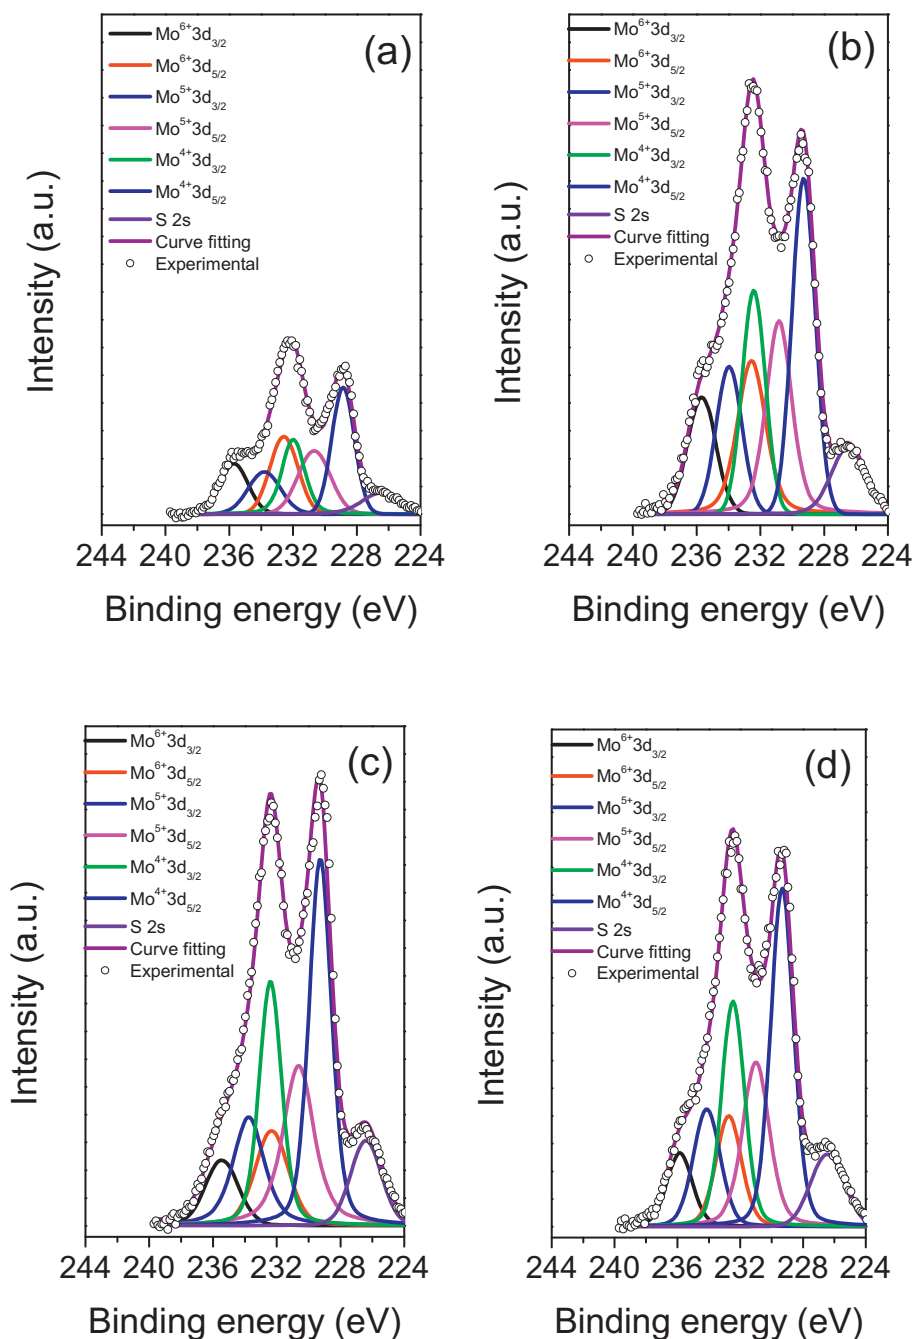 (a)
Mo⁶⁺3d₃/₂
Mo⁶⁺3d₅/₂
Mo⁵⁺3d₃/₂
Mo⁵⁺3d₅/₂
Mo⁴⁺3d₃/₂
Mo⁴⁺3d₅/₂
S 2s
Curve fitting
Experimental
Intensity (a.u.)
244 240 236 232 228 224
Binding energy (eV)
(b)
Mo⁶⁺3d₃/₂
Mo⁶⁺3d₅/₂
Mo⁵⁺3d₃/₂
Mo⁵⁺3d₅/₂
Mo⁴⁺3d₃/₂
Mo⁴⁺3d₅/₂
S 2s
Curve fitting
Experimental
Intensity (a.u.)
244 240 236 232 228 224
Binding energy (eV)
(c)
Mo⁶⁺3d₃/₂
Mo⁶⁺3d₅/₂
Mo⁵⁺3d₃/₂
Mo⁵⁺3d₅/₂
Mo⁴⁺3d₃/₂
Mo⁴⁺3d₅/₂
S 2s
Curve fitting
Experimental
Intensity (a.u.)
244 240 236 232 228 224
Binding energy (eV)
(d)
Mo⁶⁺3d₃/₂
Mo⁶⁺3d₅/₂
Mo⁵⁺3d₃/₂
Mo⁵⁺3d₅/₂
Mo⁴⁺3d₃/₂
Mo⁴⁺3d₅/₂
S 2s
Curve fitting
Experimental
Intensity (a.u.)
244 240 236 232 228 224
Binding energy (eV)